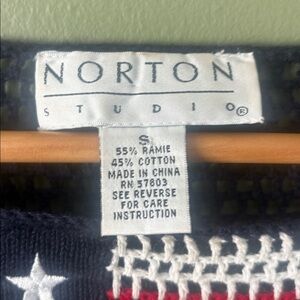 NORTON
STUDIO®
S
55% RAMIE
45% COTTON
MADE IN CHINA
RN 57803
SEE REVERSE
FOR CARE
INSTRUCTION